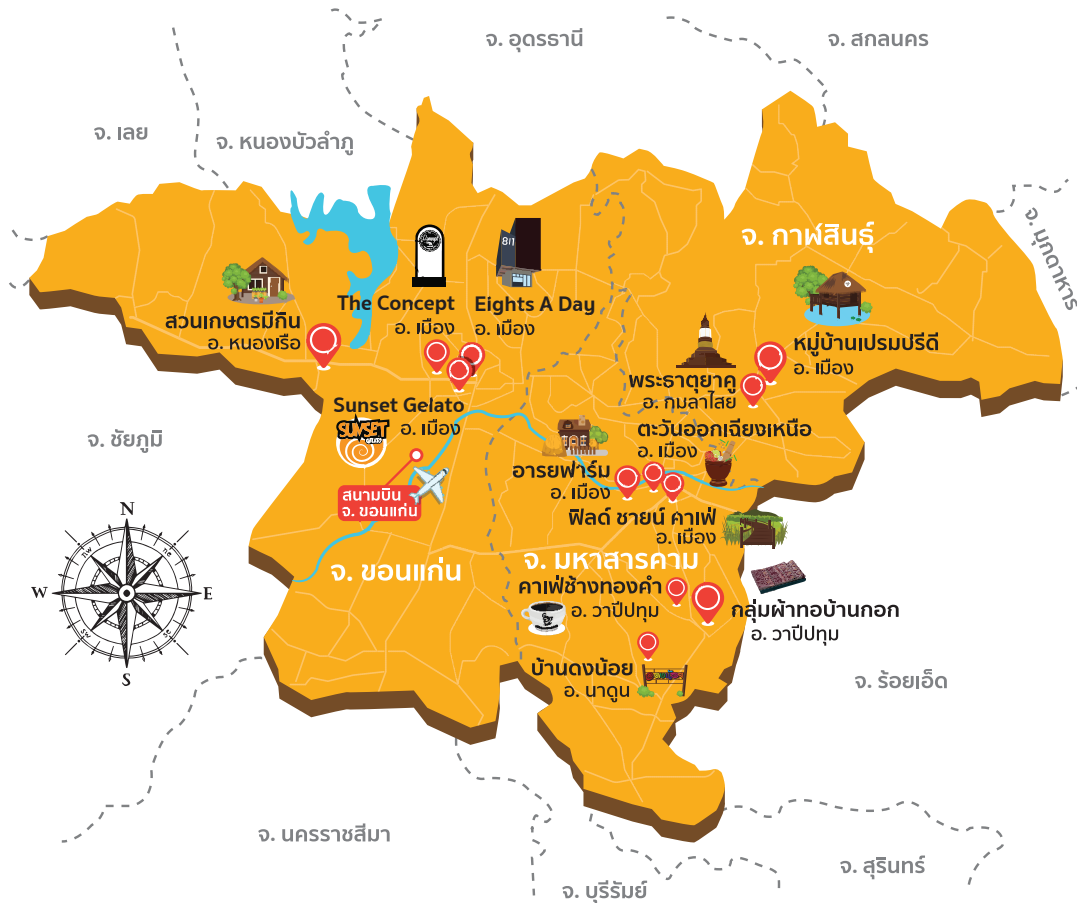 จ. อุดรธานี
จ. สกลนคร
จ. เลย
จ. หนองบัวลำภู
จ. มุกดาหาร
จ. กาฬสินธุ์
811
The Concept
อ. เมือง
Eights A Day
อ. เมือง
สวนเกษตรมีกิน
อ. หนองเรือ
หมู่บ้านเปรมปรีดี
อ. เมือง
พระธาตุยาคู
อ. กมลาไสย
Sunset Gelato
อ. เมือง
SUNSET
GELATO
ตะวันออกเฉียงเหนือ
อ. เมือง
จ. ชัยภูมิ
อารยฟาร์ม
อ. เมือง
สนามบิน
จ. ขอนแก่น
ฟิลด์ ชายน์ คาเฟ่
อ. เมือง
N
nw
ne
W
E
sw
se
S
จ. ขอนแก่น
จ. มหาสารคาม
คาเฟ่ช้างทองคำ
อ. วาปีปทุม
กลุ่มผ้าทอบ้านกอก
อ. วาปีปทุม
บ้านดงน้อย
อ. นาดูน
จ. ร้อยเอ็ด
จ. นครราชสีมา
จ. สุรินทร์
จ. บุรีรัมย์